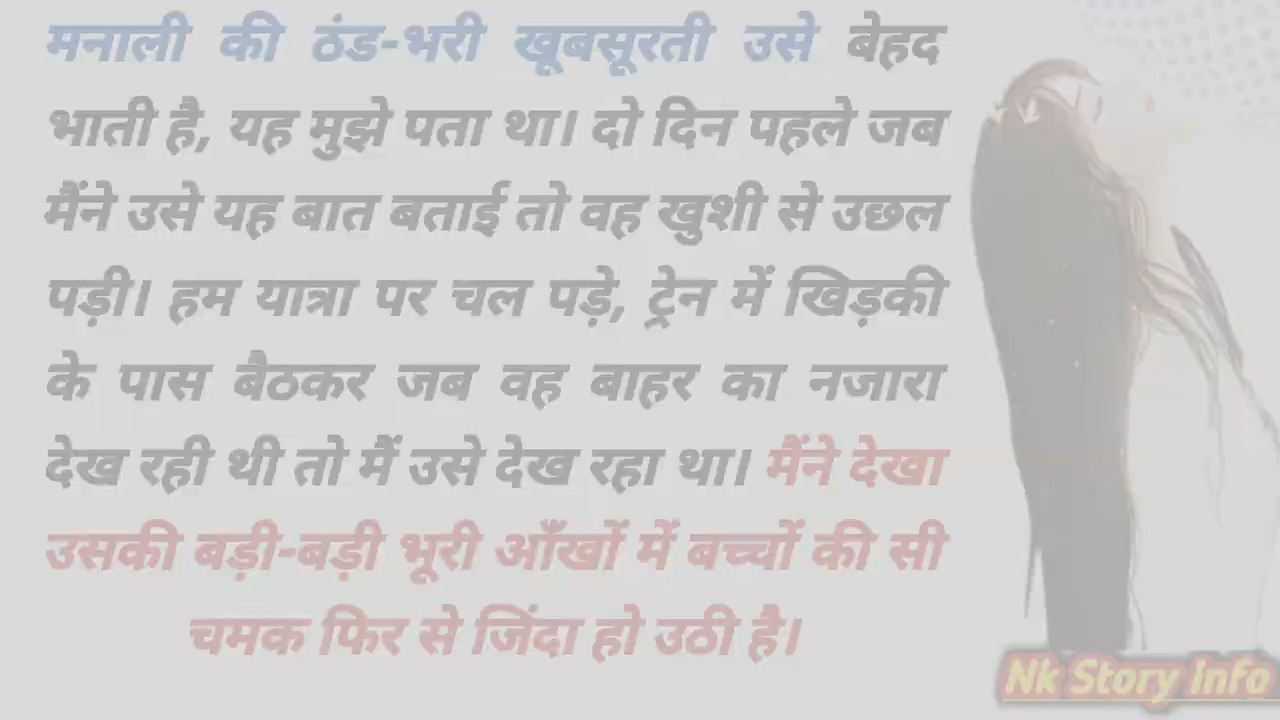 मनाली की ठंड-भरी खूबसूरती उसे बेहद
भाती है, यह मुझे पता था। दो दिन पहले जब
मैंने उसे यह बात बताई तो वह खुशी से उछल
पड़ी। हम यात्रा पर चल पड़े, ट्रेन में खिड़की
के पास बैठकर जब वह बाहर का नजारा
देख रही थी तो मैं उसे देख रहा था। मैंने देखा
उसकी बड़ी-बड़ी भूरी आँखों में बच्चों की सी
चमक फिर से जिंदा हो उठी है।
Nk Story Info